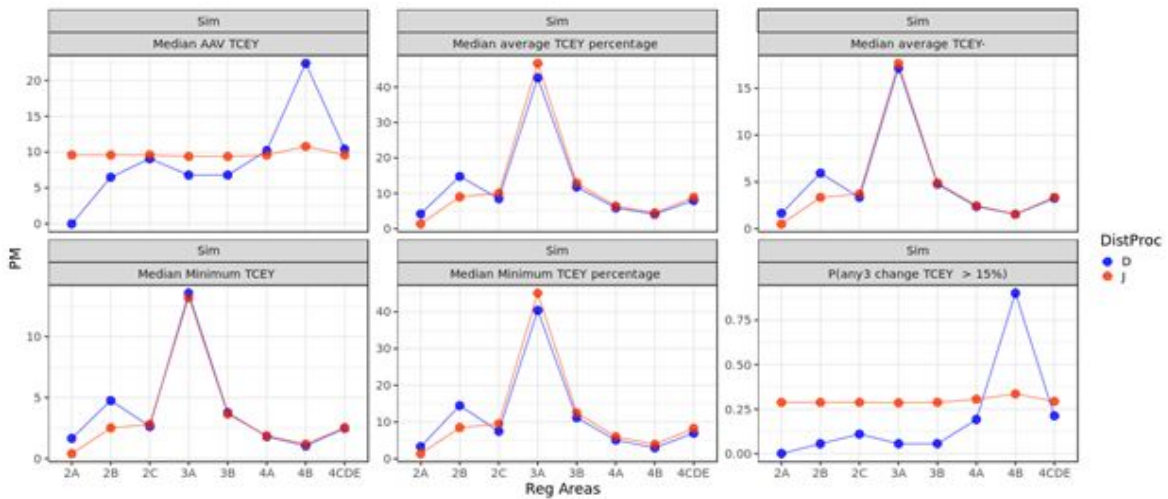 Sim
Median AAV TCEY
Sim
Median average TCEY percentage
Sim
Median average TCEY-
20
15
10
5
0
40
30
20
10
0
15
10
5
0
Sim
Median Minimum TCEY
Sim
Median Minimum TCEY percentage
Sim
P(any3 change TCEY > 15%)
10
5
0
40
30
20
10
0
0.75
0.50
0.25
0.00
2A 2B 2C 3A 3B 4A 4B 4CDE
2A 2B 2C 3A 3B 4A 4B 4CDE
2A 2B 2C 3A 3B 4A 4B 4CDE
PM
Reg Areas
DistProc
D
J